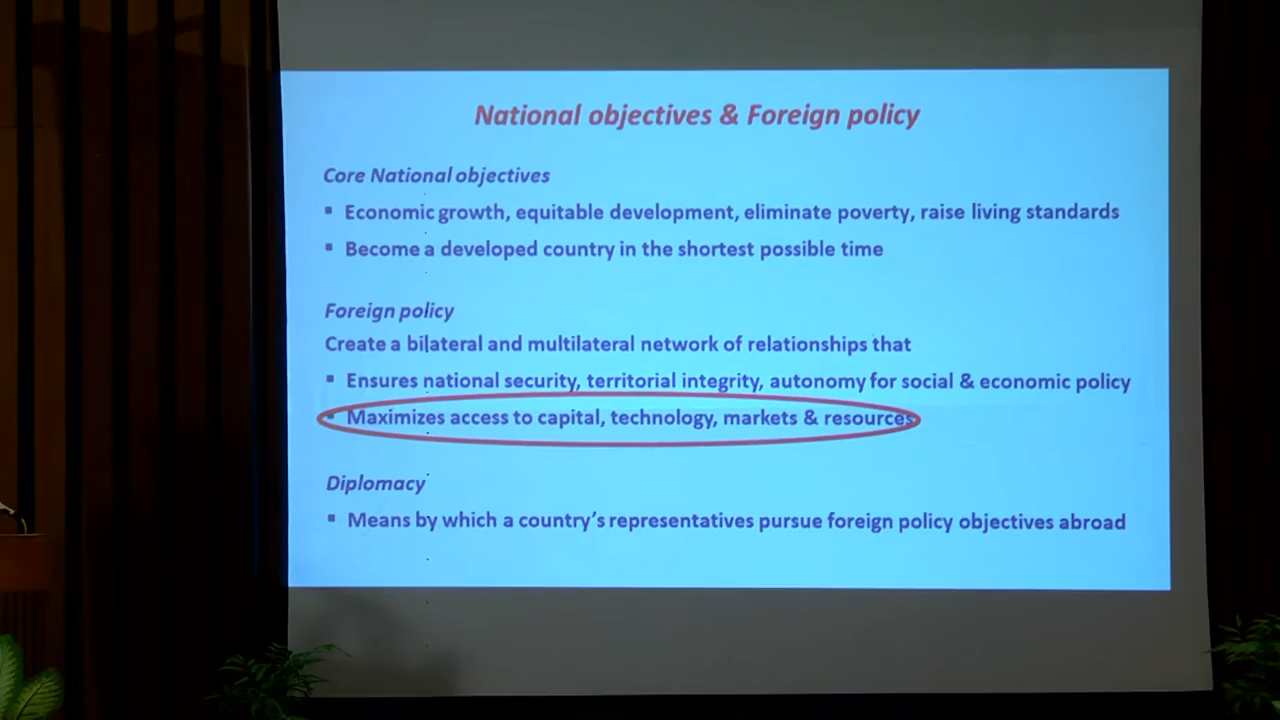 National objectives & Foreign policy
Core National objectives
▪ Economic growth, equitable development, eliminate poverty, raise living standards
▪ Become a developed country in the shortest possible time
Foreign policy
Create a bilateral and multilateral network of relationships that
▪ Ensures national security, territorial integrity, autonomy for social & economic policy
▪ Maximizes access to capital, technology, markets & resources
Diplomacy
▪ Means by which a country's representatives pursue foreign policy objectives abroad